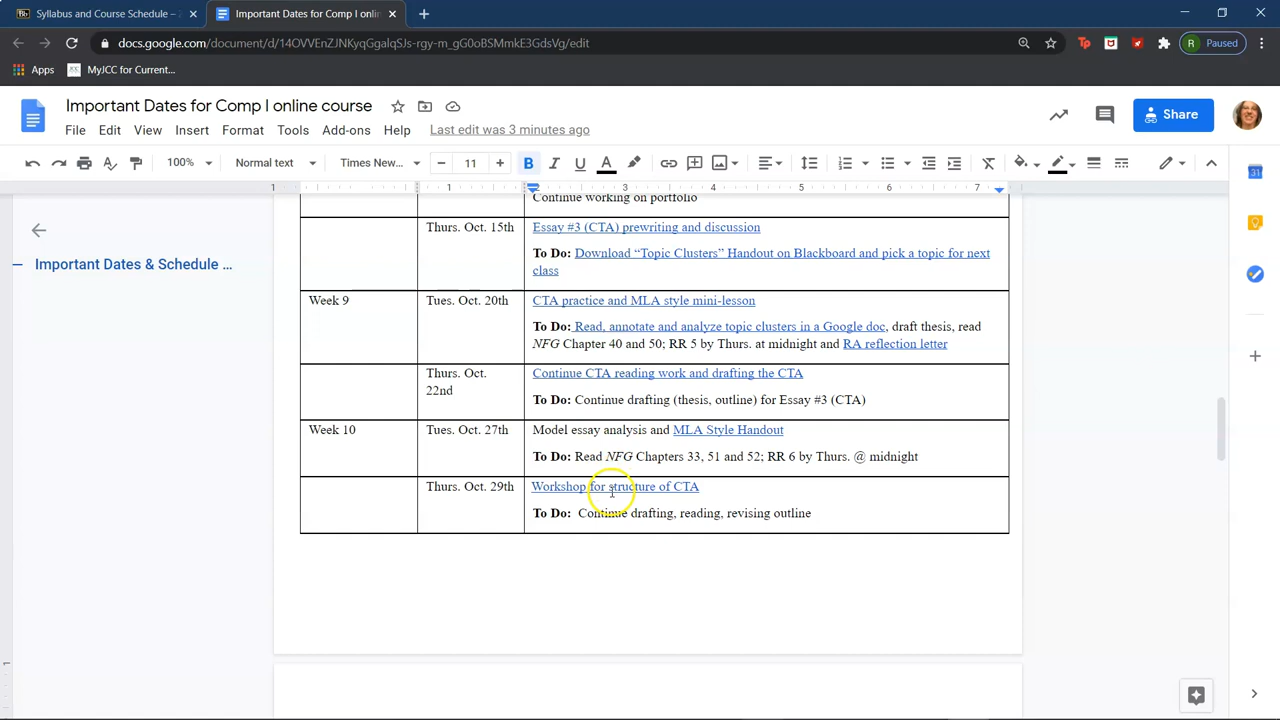 Syllabus and Course Schedule –
Important Dates for Comp I onlin
docs.google.com/document/d/14OVVEnZJNKyqGgalqSJs-rgy-m_gG0oBSMmkE3GdsVg/edit
R Paused
Apps
MyJCC for Current...
Important Dates for Comp I online course
File Edit View Insert Format Tools Add-ons Help Last edit was 3 minutes ago
Share
100% Normal text Times New... 11 B I U A
1 1 3 4 5 6 7
Continue working on portfolio
Important Dates & Schedule ...
Thurs. Oct. 15th
Essay #3 (CTA) prewriting and discussion
To Do: Download “Topic Clusters” Handout on Blackboard and pick a topic for next
class
Week 9
Tues. Oct. 20th
CTA practice and MLA style mini-lesson
To Do: Read, annotate and analyze topic clusters in a Google doc, draft thesis, read
NFG Chapter 40 and 50; RR 5 by Thurs. at midnight and RA reflection letter
Thurs. Oct.
22nd
Continue CTA reading work and drafting the CTA
To Do: Continue drafting (thesis, outline) for Essay #3 (CTA)
Week 10
Tues. Oct. 27th
Model essay analysis and MLA Style Handout
To Do: Read NFG Chapters 33, 51 and 52; RR 6 by Thurs. @ midnight
Thurs. Oct. 29th
Workshop for structure of CTA
To Do: Continue drafting, reading, revising outline
31